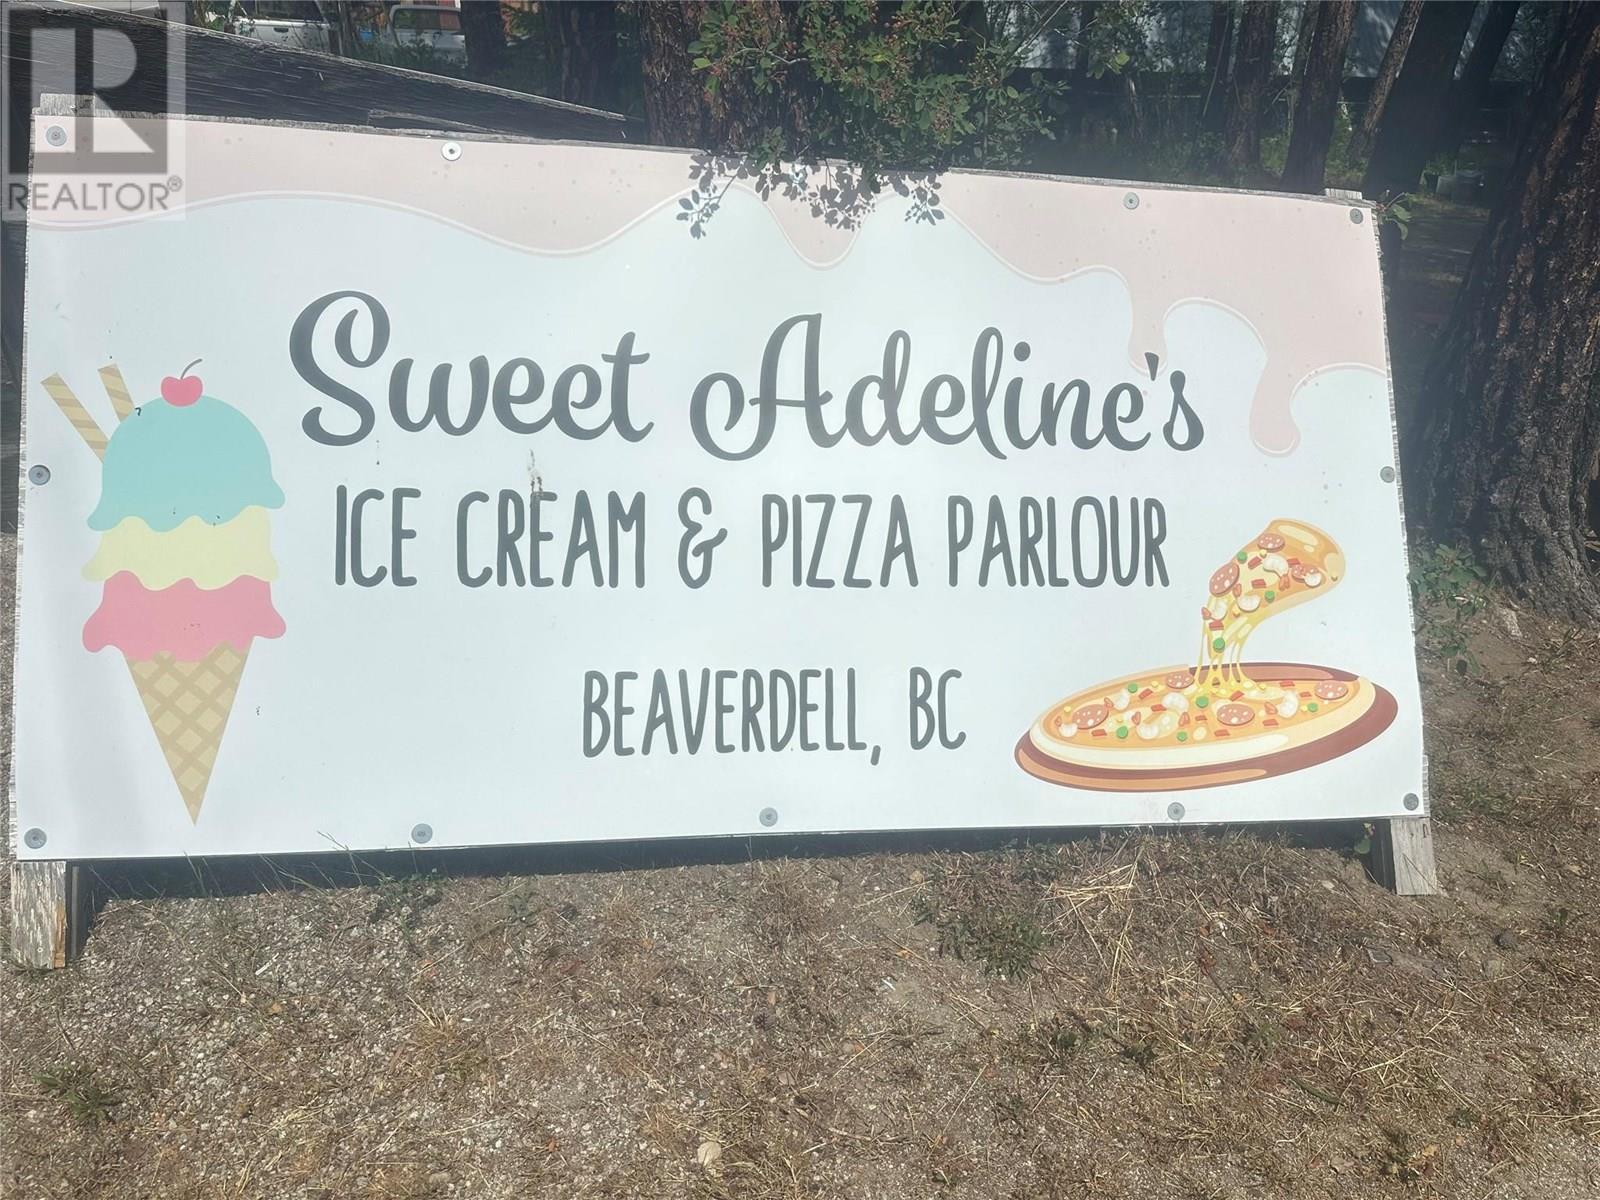 R
REALTOR®
Sweet Adeline's
ICE CREAM & PIZZA PARLOUR
BEAVERDELL, BC